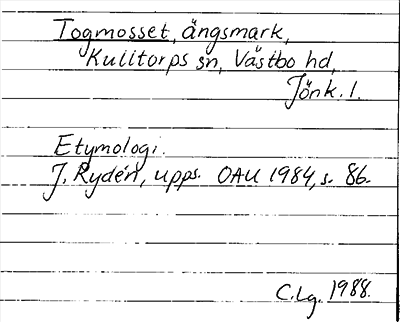 Togmosset, ängsmark,
Kulltorps sn, Västbo hd,
Jönk. l.
Etymologi.
J. Rydén, upps. OAU 1984, s. 86.
C.Lg. 1988.